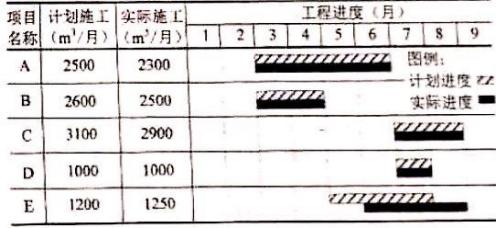 项目名称 计划施工(m³/月) 实际施工(m³/月) 工程进度（月）
1 2 3 4 5 6 7 8 9
A 2500 2300 图例:
计划进度
B 2600 2500 实际进度
C 3100 2900
D 1000 1000
E 1200 1250